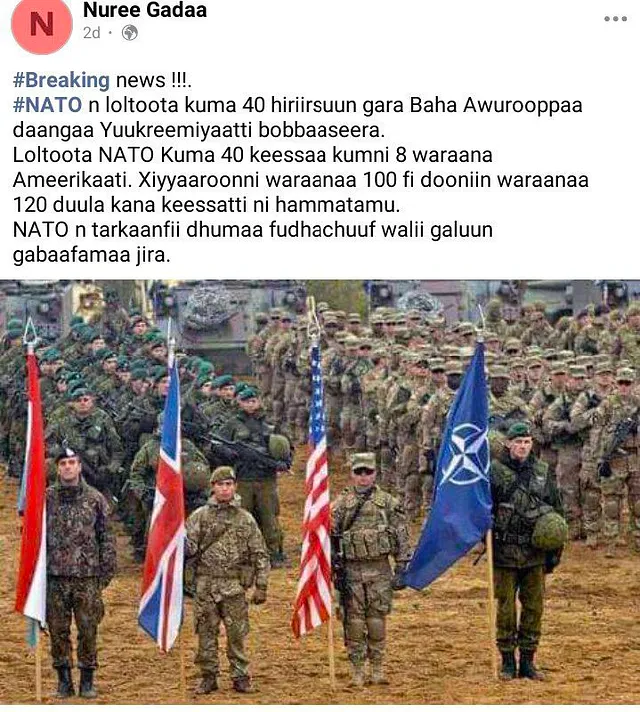 N
Nuree Gadaa
2d ·
#Breaking news !!!.
#NATO n loltoota kuma 40 hiriirsuun gara Baha Awurooppaa
daangaa Yuukreemiyaatti bobbaaseera.
Loltoota NATO Kuma 40 keessaa kumni 8 waraana
Ameerikaati. Xiyyaaroonni waraanaa 100 fi dooniin waraanaa
120 duula kana keessatti ni hammatamu.
NATO n tarkaanfii dhumaa fudhachuuf walii galuun
gabaafamaa jira.